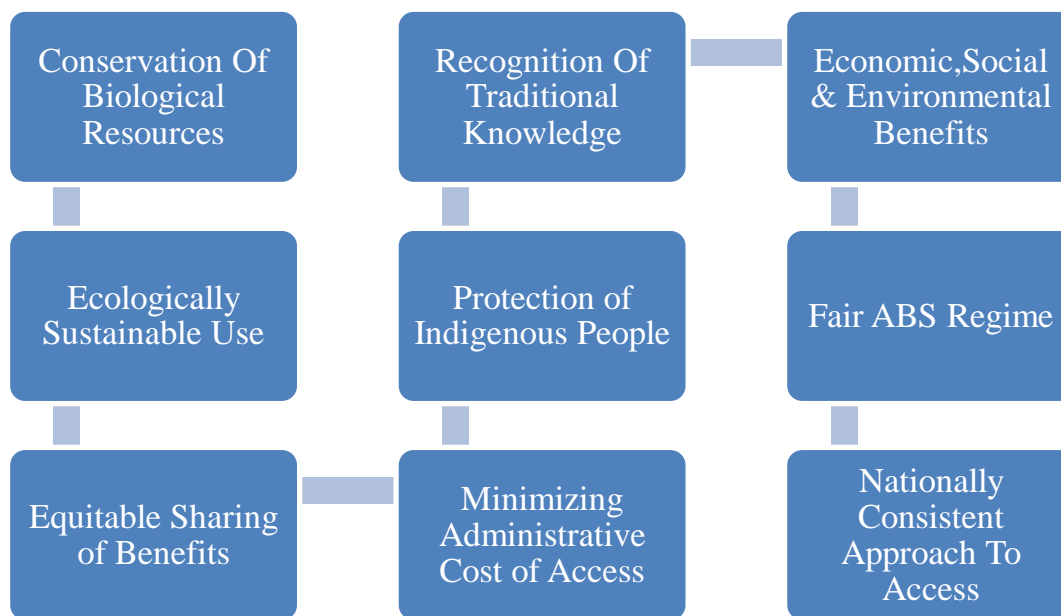 Conservation Of
Biological
Resources
Ecologically
Sustainable Use
Equitable Sharing
of Benefits
Minimizing
Administrative
Cost of Access
Protection of
Indigenous People
Recognition Of
Traditional
Knowledge
Economic,Social
& Environmental
Benefits
Fair ABS Regime
Nationally
Consistent
Approach To
Access